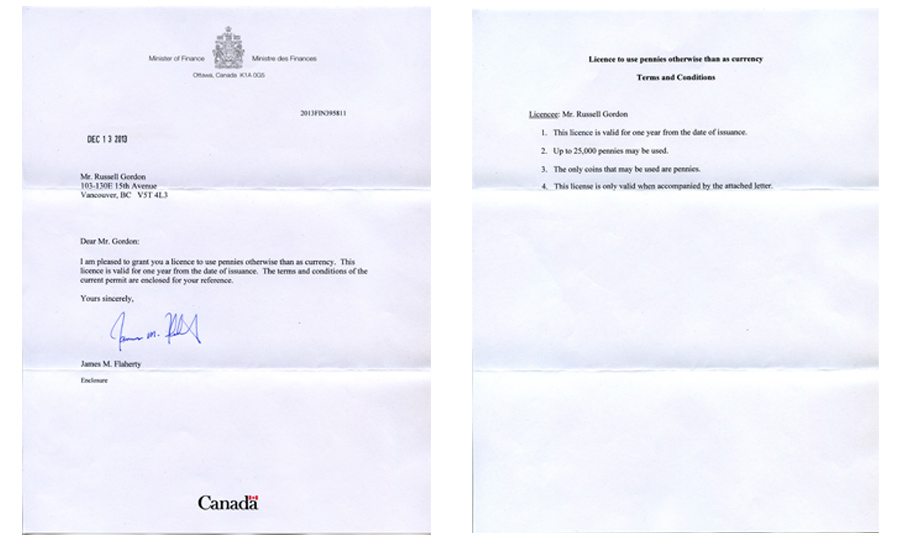 Minister of Finance
Ministre des Finances
Ottawa, Canada K1A 0G5
2013FIN395811
DEC 13 2013
Mr. Russell Gordon
103-130E 15th Avenue
Vancouver, BC V5T 4L3
Dear Mr. Gordon:
I am pleased to grant you a licence to use pennies otherwise than as currency. This
licence is valid for one year from the date of issuance. The terms and conditions of the
current permit are enclosed for your reference.
Yours sincerely,
James M. Flaherty
Enclosure
Canada
Licence to use pennies otherwise than as currency
Terms and Conditions
Licencee: Mr. Russell Gordon
1. This licence is valid for one year from the date of issuance.
2. Up to 25,000 pennies may be used.
3. The only coins that may be used are pennies.
4. This license is only valid when accompanied by the attached letter.